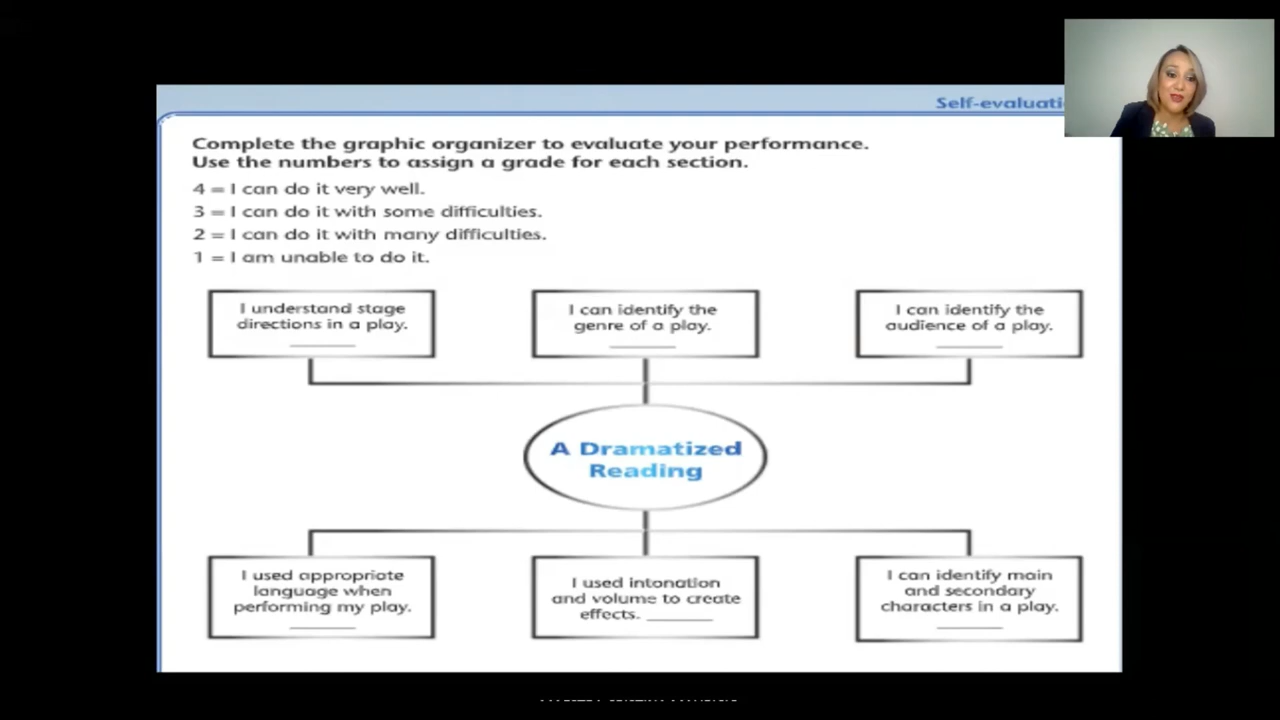 Self-evaluati
Complete the graphic organizer to evaluate your performance.
Use the numbers to assign a grade for each section.
4 = I can do it very well.
3 = I can do it with some difficulties.
2 = I can do it with many difficulties.
1 = I am unable to do it.
I understand stage
directions in a play.
I can identify the
genre of a play.
I can identify the
audience of a play.
A Dramatized
Reading
I used appropriate
language when
performing my play.
I used intonation
and volume to create
effects.
I can identify main
and secondary
characters in a play.